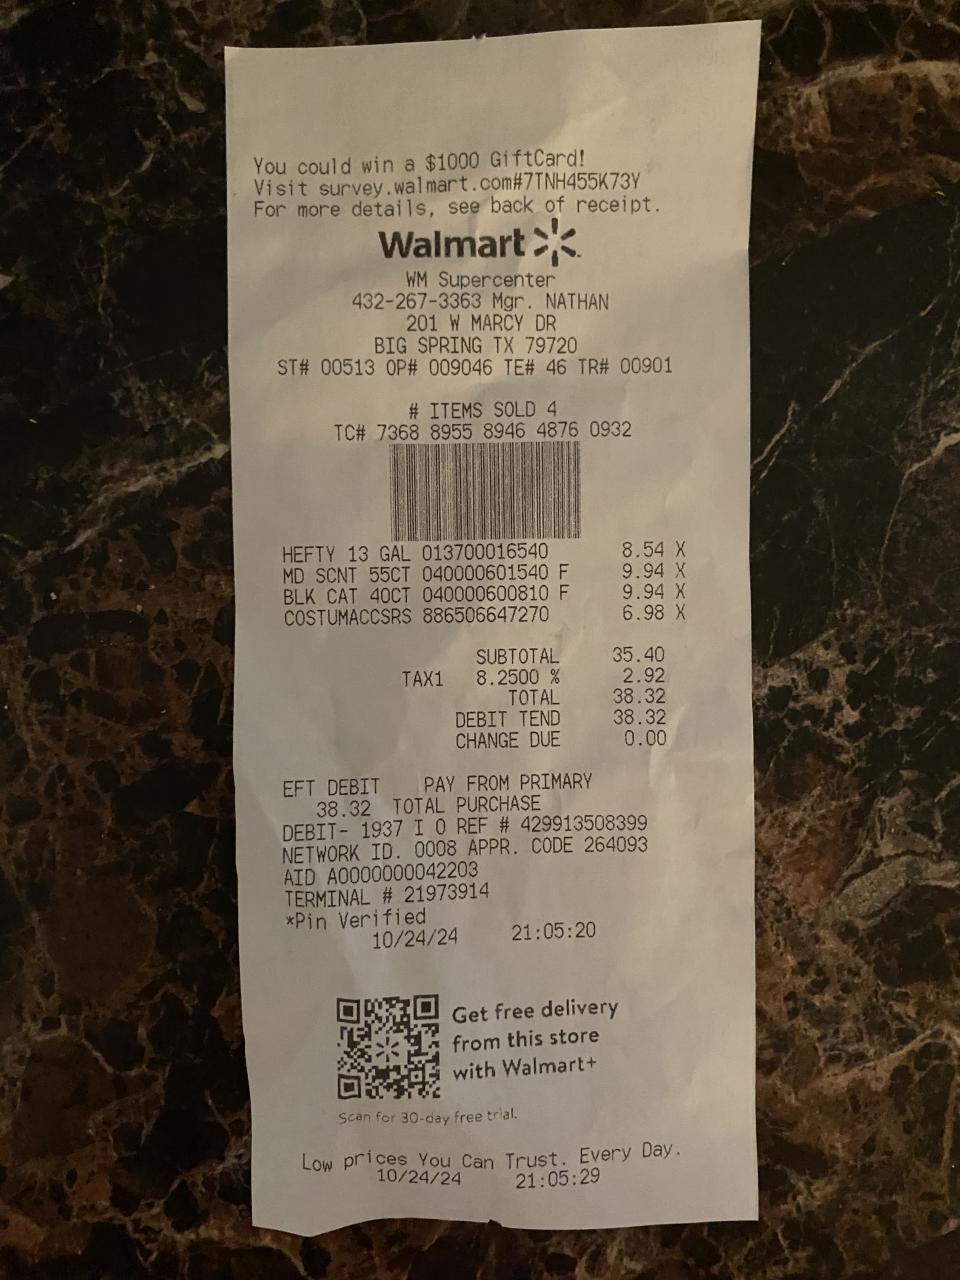 You could win a $1000 GiftCard!
Visit survey.walmart.com#7TNH455K73Y
For more details, see back of receipt.
Walmart
WM Supercenter
432-267-3363 Mgr. NATHAN
201 W MARCY DR
BIG SPRING TX 79720
ST# 00513 OP# 009046 TE# 46 TR# 00901
# ITEMS SOLD 4
TC# 7368 8955 8946 4876 0932
HEFTY 13 GAL 013700016540 8.54 X
MD SCNT 55CT 040000601540 F 9.94 X
BLK CAT 40CT 040000600810 F 9.94 X
COSTUMACCSRS 886506647270 6.98 X
SUBTOTAL 35.40
TAX1 8.2500 % 2.92
TOTAL 38.32
DEBIT TEND 38.32
CHANGE DUE 0.00
EFT DEBIT PAY FROM PRIMARY
38.32 TOTAL PURCHASE
DEBIT- 1937 I 0 REF # 429913508399
NETWORK ID. 0008 APPR. CODE 264093
AID A0000000042203
TERMINAL # 21973914
*Pin Verified
10/24/24 21:05:20
Get free delivery
from this store
with Walmart+
Scan for 30-day free trial.
Low prices You Can Trust. Every Day.
10/24/24 21:05:29